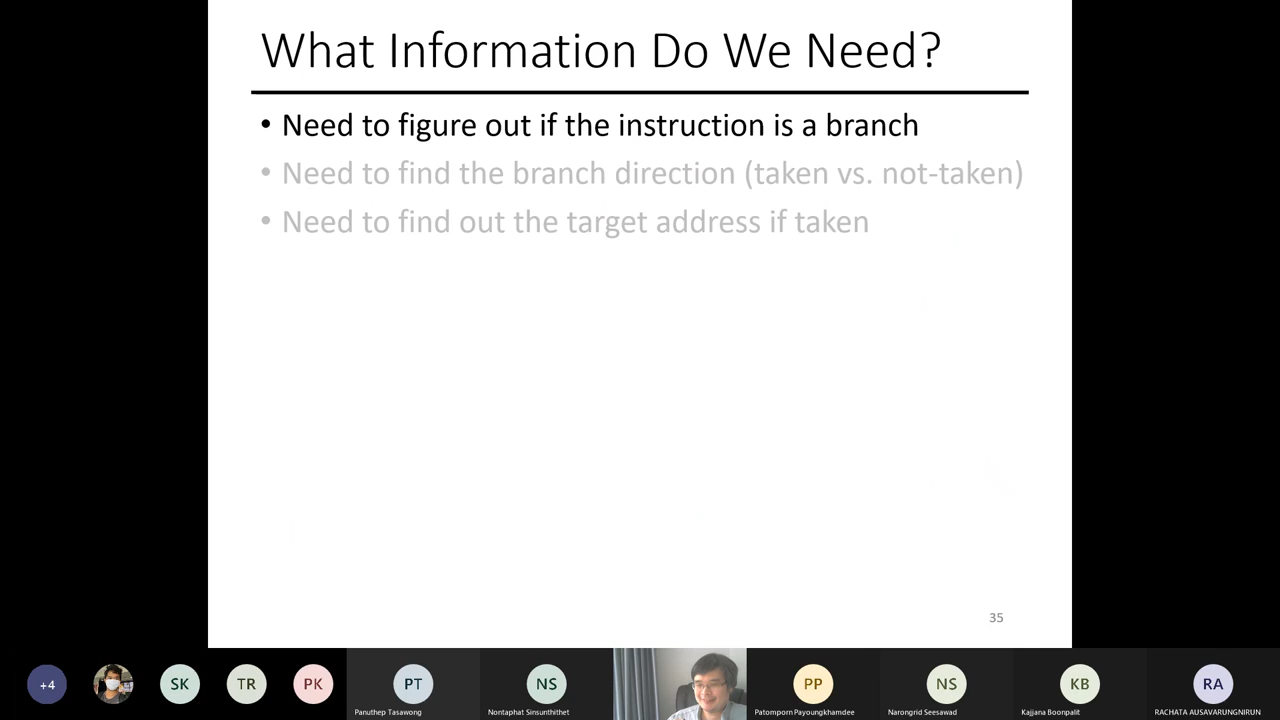 What Information Do We Need?
• Need to figure out if the instruction is a branch
• Need to find the branch direction (taken vs. not-taken)
• Need to find out the target address if taken
35
+4
SK
TR
PK
PT
NS
PP
NS
KB
RA
Panuthep Tasawong
Nontaphat Sinsunthithet
Patomporn Payoungkhamdee
Narongrid Seesawad
Kajjana Boonpalit
RACHATA AUSAVARUNGNIRUN